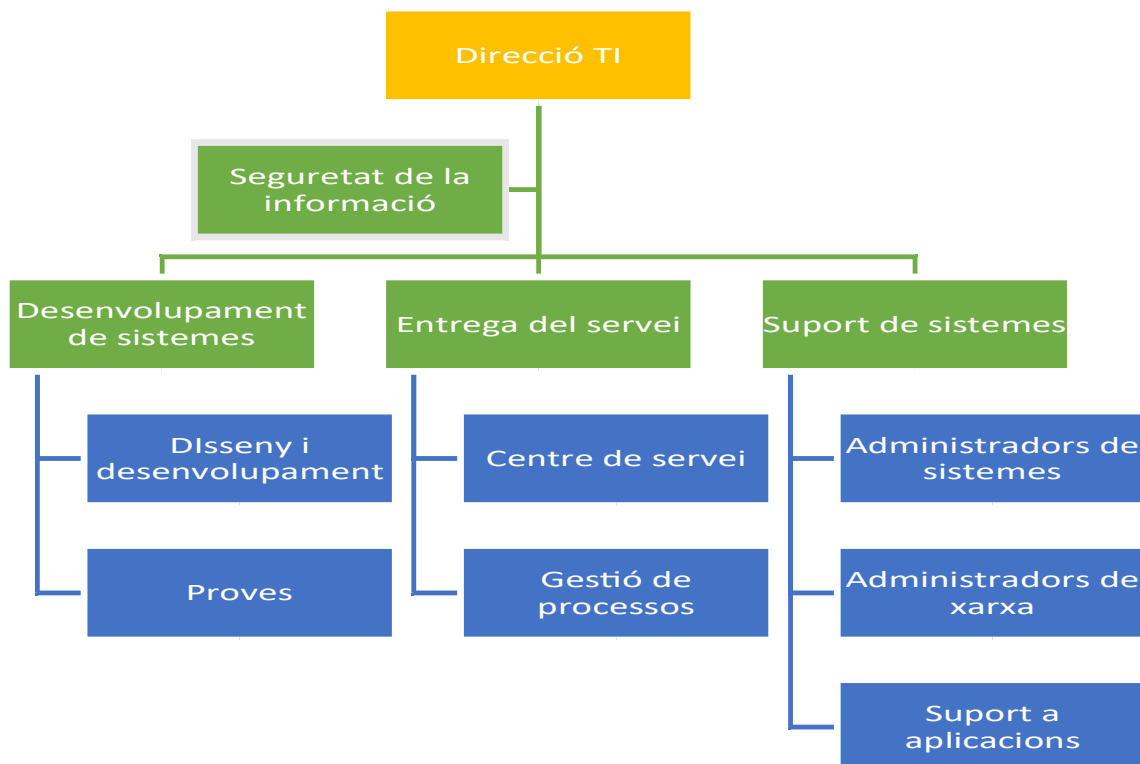 Direcció TI
Seguretat de la
informació
Desenvolupament
de sistemes
Entrega del servei
Suport de sistemes
DIsseny i
desenvolupament
Centre de servei
Administradors de
sistemes
Proves
Gestió de
processos
Administradors de
xarxa
Suport a
aplicacions